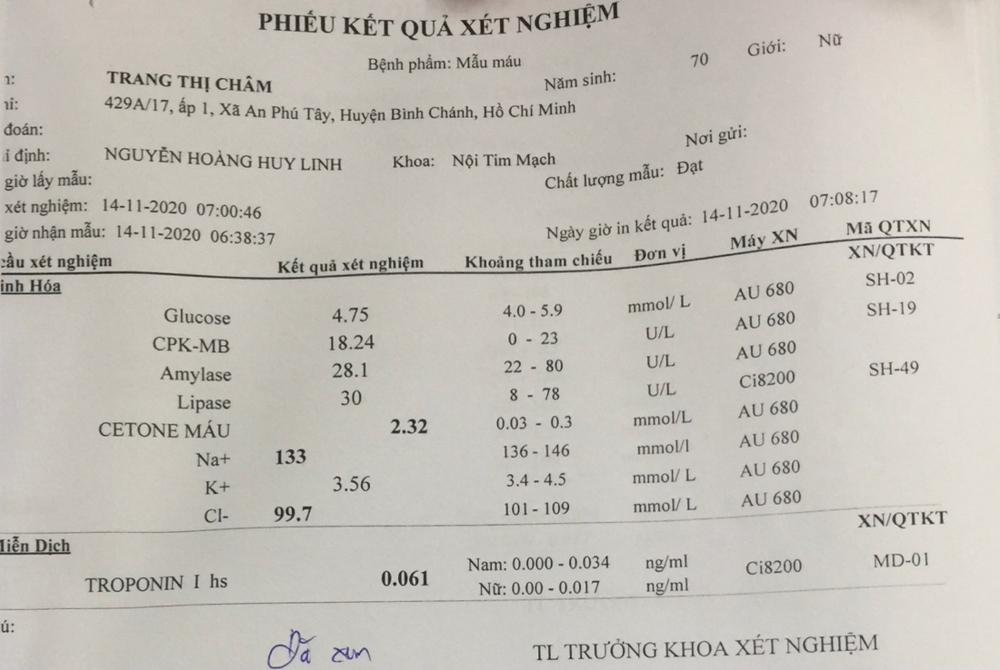 PHIẾU KẾT QUẢ XÉT NGHIỆM
Bệnh phẩm: Mẫu máu
TRANG THỊ CHÂM Năm sinh: 70 Giới: Nữ
429A/17, ấp 1, Xã An Phú Tây, Huyện Bình Chánh, Hồ Chí Minh
đoán:
định: NGUYỄN HOÀNG HUY LINH Khoa: Nội Tim Mạch Nơi gửi:
giờ lấy mẫu: Chất lượng mẫu: Đạt
xét nghiệm: 14-11-2020 07:00:46
giờ nhận mẫu: 14-11-2020 06:38:37 Ngày giờ in kết quả: 14-11-2020 07:08:17
cầu xét nghiệm Kết quả xét nghiệm Khoảng tham chiếu Đơn vị Máy XN Mã QTXN
inh Hóa XN/QTKT
Glucose 4.75 4.0 - 5.9 mmol/ L AU 680 SH-02
CPK-MB 18.24 0 - 23 U/L AU 680 SH-19
Amylase 28.1 22 - 80 U/L AU 680
Lipase 30 8 - 78 U/L Ci8200 SH-49
CETONE MÁU 2.32 0.03 - 0.3 mmol/L AU 680
Na+ 133 136 - 146 mmol/l AU 680
K+ 3.56 3.4 - 4.5 mmol/ L AU 680
Cl- 99.7 101 - 109 mmol/ L AU 680
Miễn Dịch XN/QTKT
TROPONIN I hs 0.061 Nam: 0.000 - 0.034 ng/ml Ci8200 MD-01
Nữ: 0.00 - 0.017 ng/ml
ú:
Đã xem
TL TRƯỞNG KHOA XÉT NGHIỆM